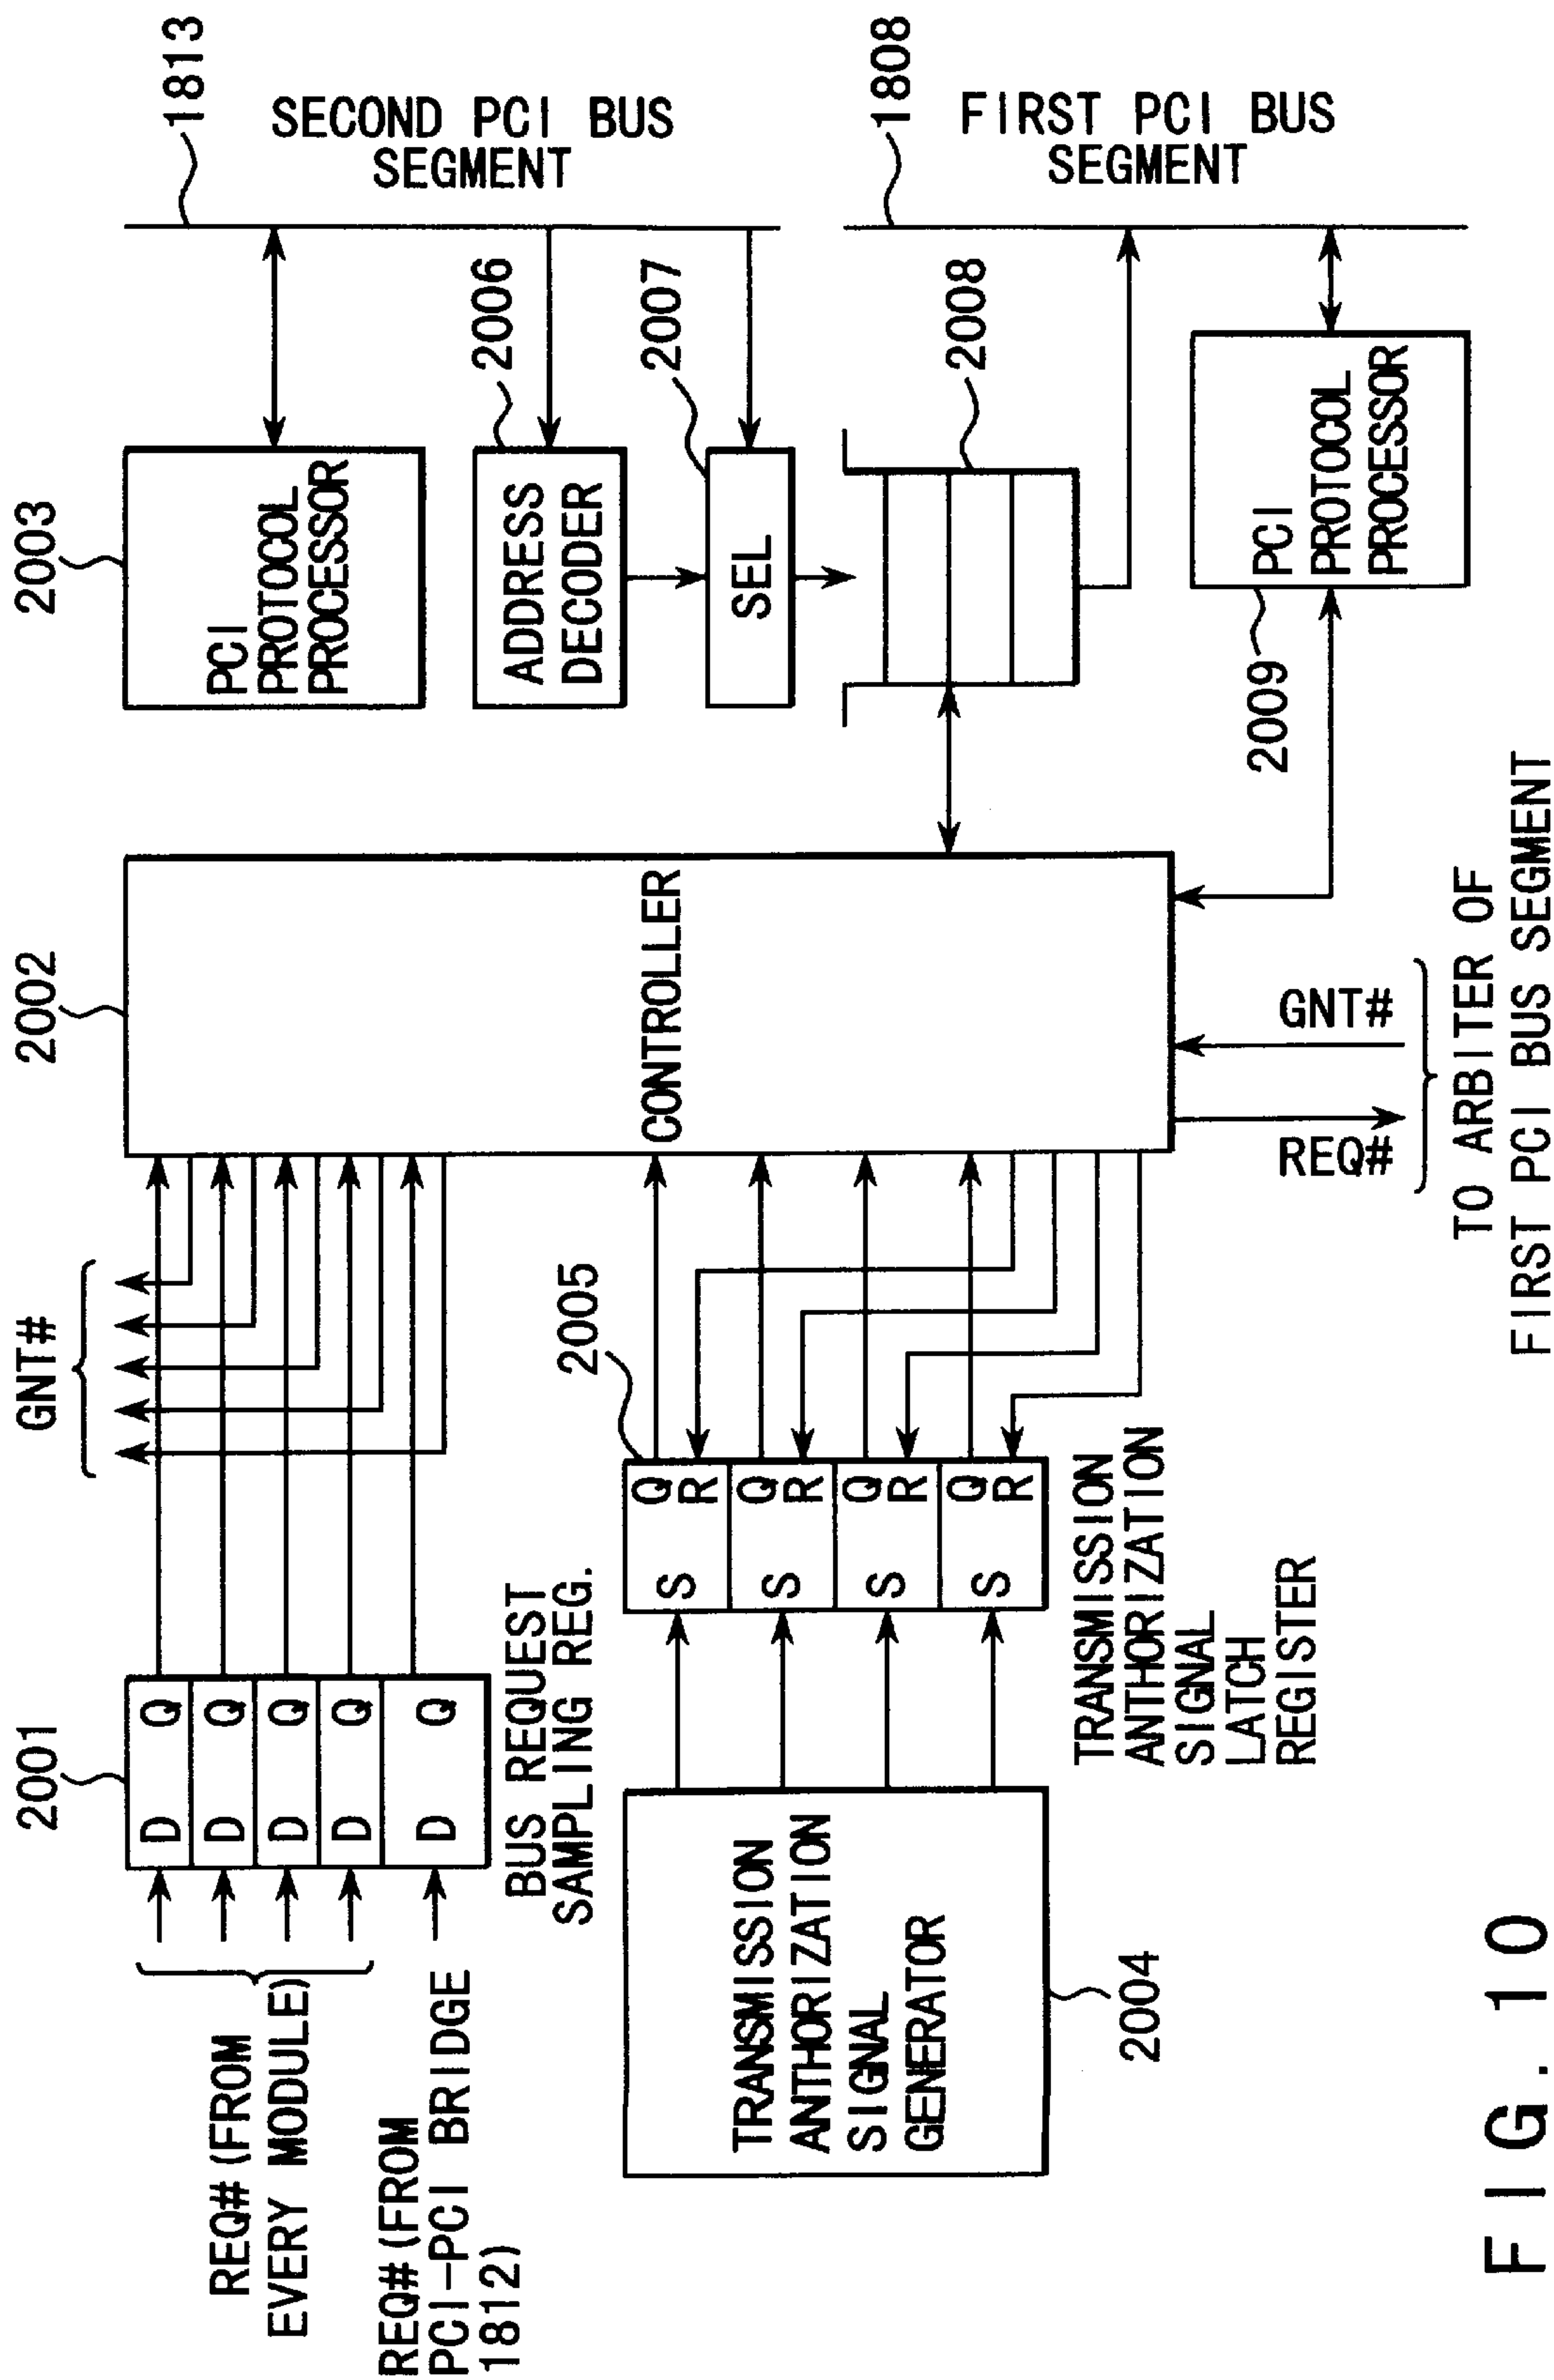 2001
GNT#
2002
2003
1813
REQ# (FROM
EVERY MODULE)
REQ# (FROM
PCI-PCI BRIDGE
1812)
D Q
D Q
D Q
D Q
D Q
BUS REQUEST
SAMPLING REG.
CONTROLLER
PCI
PROTOCOL
PROCESSOR
SECOND PCI BUS
SEGMENT
2006
ADDRESS
DECODER
2007
SEL
2005
TRANSMISSION
ANTHORIZATION
SIGNAL
GENERATOR
2004
S Q
R
S Q
R
S Q
R
S Q
R
TRANSMISSION
ANTHORIZATION
SIGNAL
LATCH
REGISTER
2008
1808
FIRST PCI BUS
SEGMENT
2009
PCI
PROTOCOL
PROCESSOR
REQ#
GNT#
TO ARBITER OF
FIRST PCI BUS SEGMENT
FIG. 10